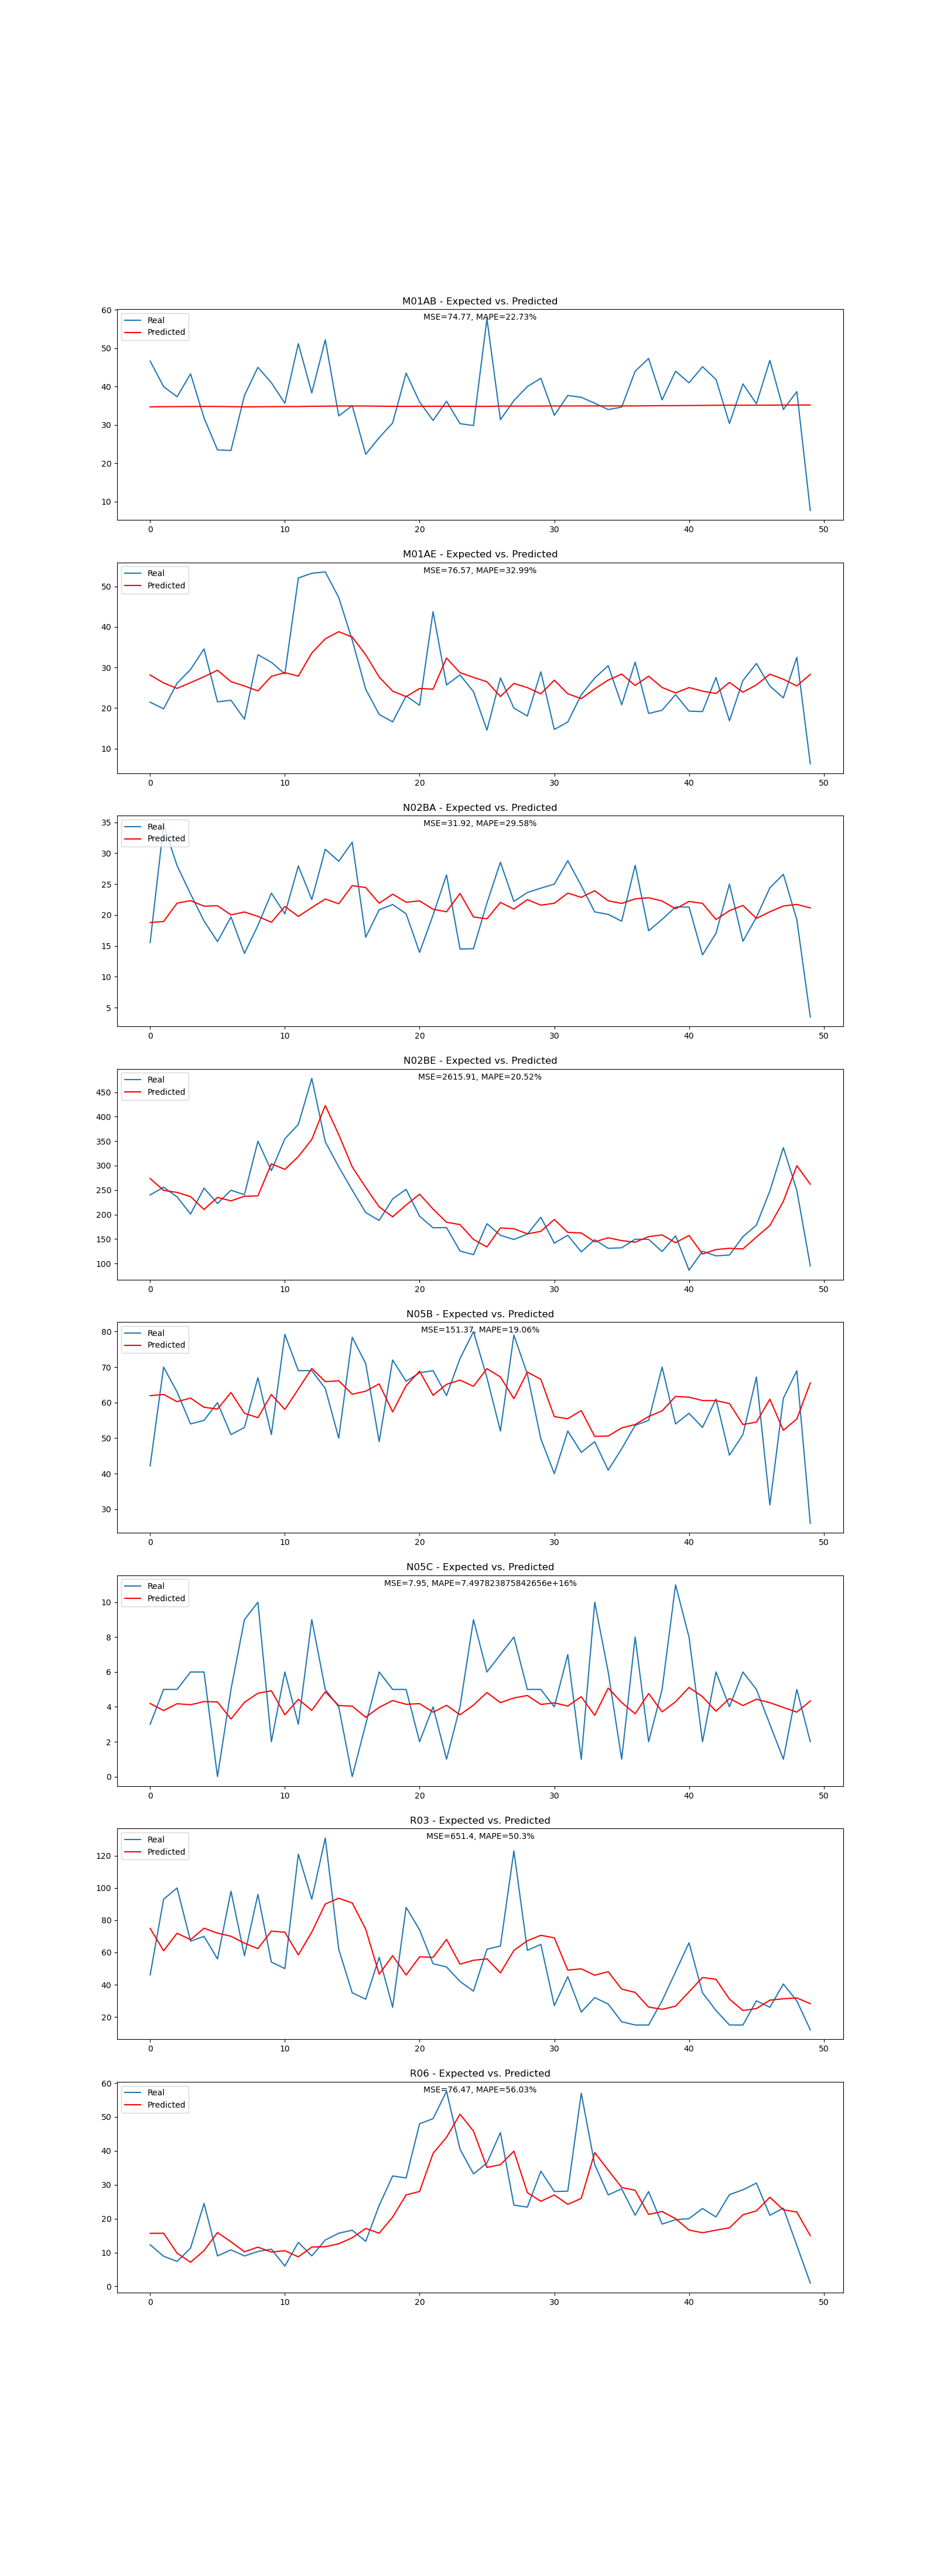 M01AB - Expected vs. Predicted
MSE=74.77, MAPE=22.73%
Real
Predicted
60
50
40
30
20
10
0 10 20 30 40 50
M01AE - Expected vs. Predicted
MSE=76.57, MAPE=32.99%
Real
Predicted
50
40
30
20
10
0 10 20 30 40 50
N02BA - Expected vs. Predicted
MSE=31.92, MAPE=29.58%
Real
Predicted
35
30
25
20
15
10
5
0 10 20 30 40 50
N02BE - Expected vs. Predicted
MSE=2615.91, MAPE=20.52%
Real
Predicted
450
400
350
300
250
200
150
100
0 10 20 30 40 50
N05B - Expected vs. Predicted
MSE=151.37, MAPE=19.06%
Real
Predicted
80
70
60
50
40
30
0 10 20 30 40 50
N05C - Expected vs. Predicted
MSE=7.95, MAPE=7.497823875842656e+16%
Real
Predicted
10
8
6
4
2
0
0 10 20 30 40 50
R03 - Expected vs. Predicted
MSE=651.4, MAPE=50.3%
Real
Predicted
120
100
80
60
40
20
0 10 20 30 40 50
R06 - Expected vs. Predicted
MSE=76.47, MAPE=56.03%
Real
Predicted
60
50
40
30
20
10
0
0 10 20 30 40 50